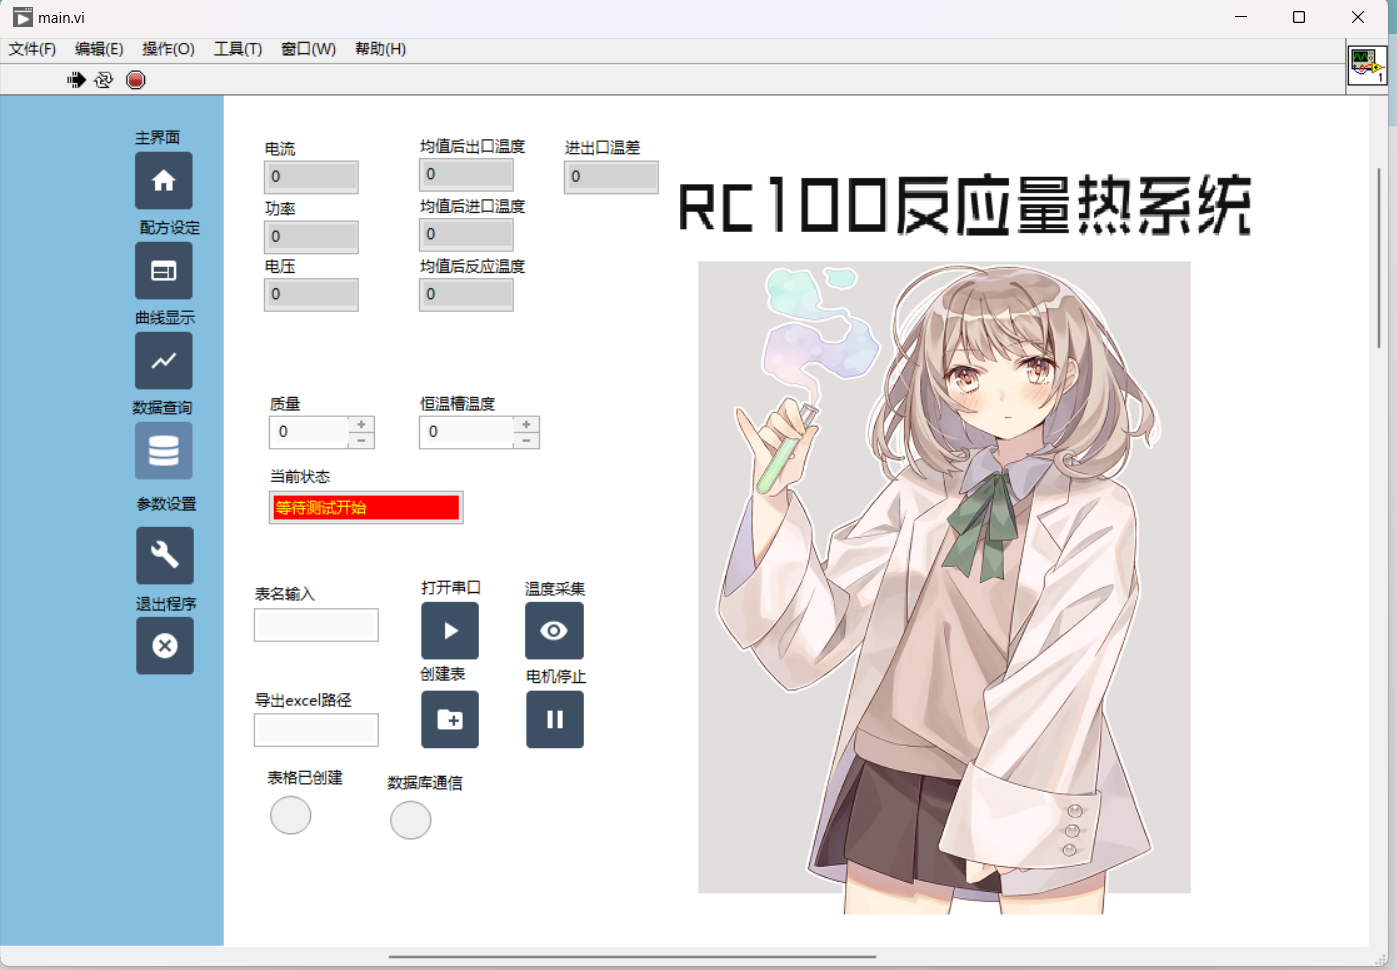 main.vi
文件(F) 编辑(E) 操作(O) 工具(T) 窗口(W) 帮助(H)
1
主界面
配方设定
曲线显示
数据查询
参数设置
退出程序
电流
0
功率
0
电压
0
均值后出口温度
0
均值后进口温度
0
均值后反应温度
0
进出口温差
0
RC100反应量热系统
质量
0
恒温槽温度
0
当前状态
等待测试开始
表名输入
打开串口
温度采集
创建表
电机停止
导出excel路径
表格已创建
数据库通信